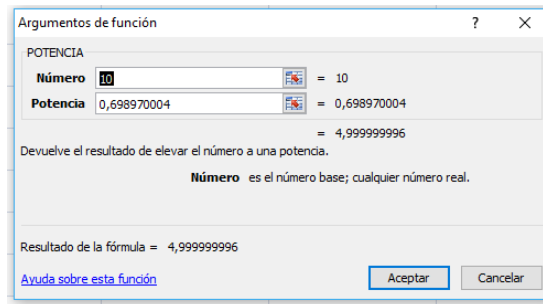 Argumentos de función ? ×
POTENCIA
Número 10 = 10
Potencia 0,698970004 = 0,698970004
= 4,999999996
Devuelve el resultado de elevar el número a una potencia.
Número es el número base; cualquier número real.
Resultado de la fórmula = 4,999999996
Ayuda sobre esta función Aceptar Cancelar